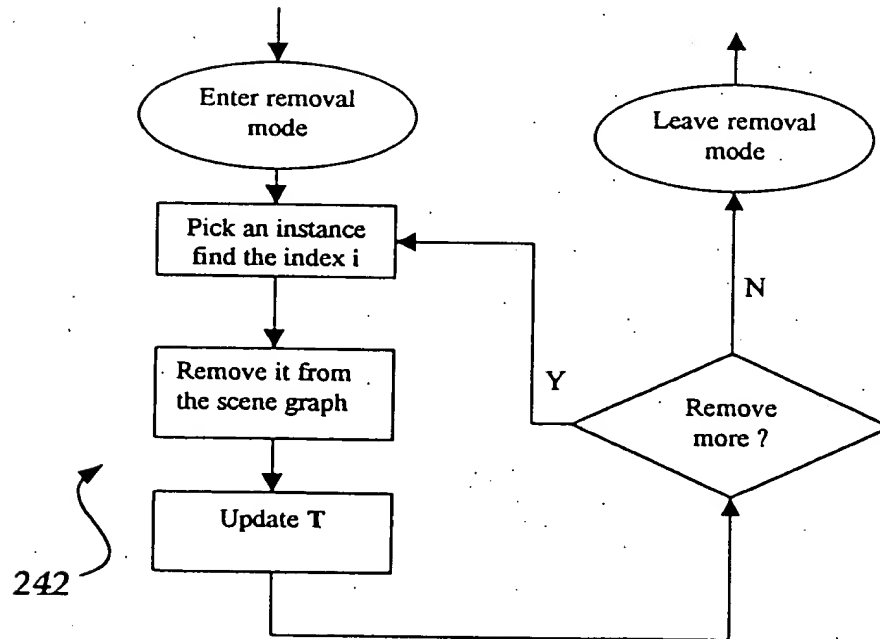 Enter removal
mode
Pick an instance
find the index i
Remove it from
the scene graph
Update T
242
Leave removal
mode
N
Y
Remove
more ?